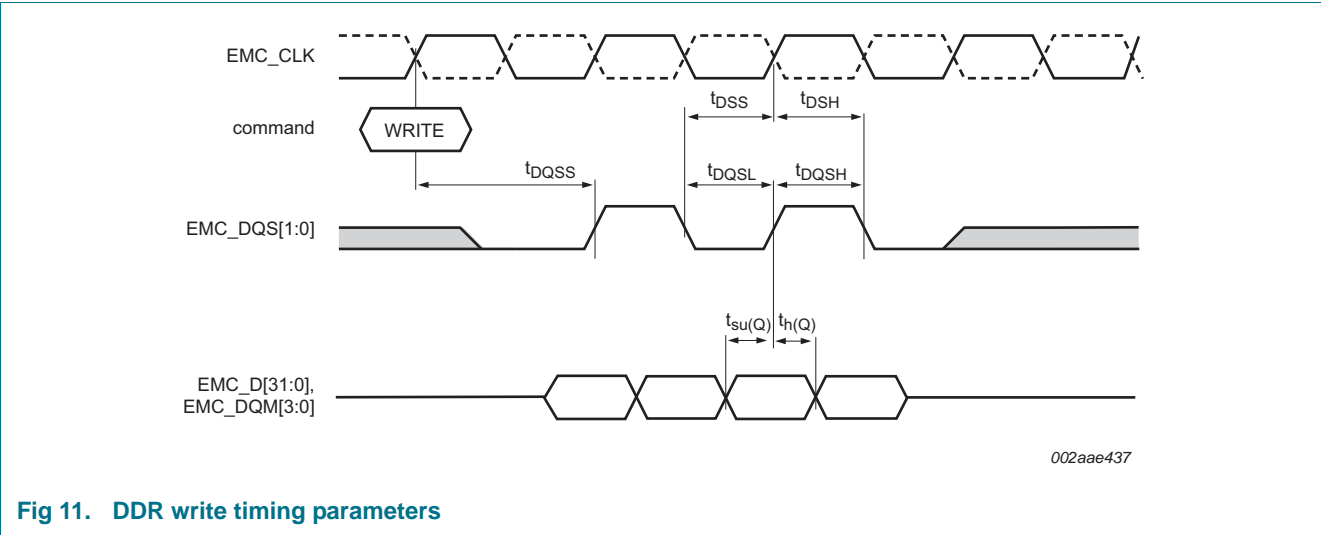 EMC_CLK
tDSS tDSH
command WRITE
tDQSS tDQSL tDQSH
EMC_DQS[1:0]
tsu(Q) th(Q)
EMC_D[31:0],
EMC_DQM[3:0]
002aae437
Fig 11. DDR write timing parameters